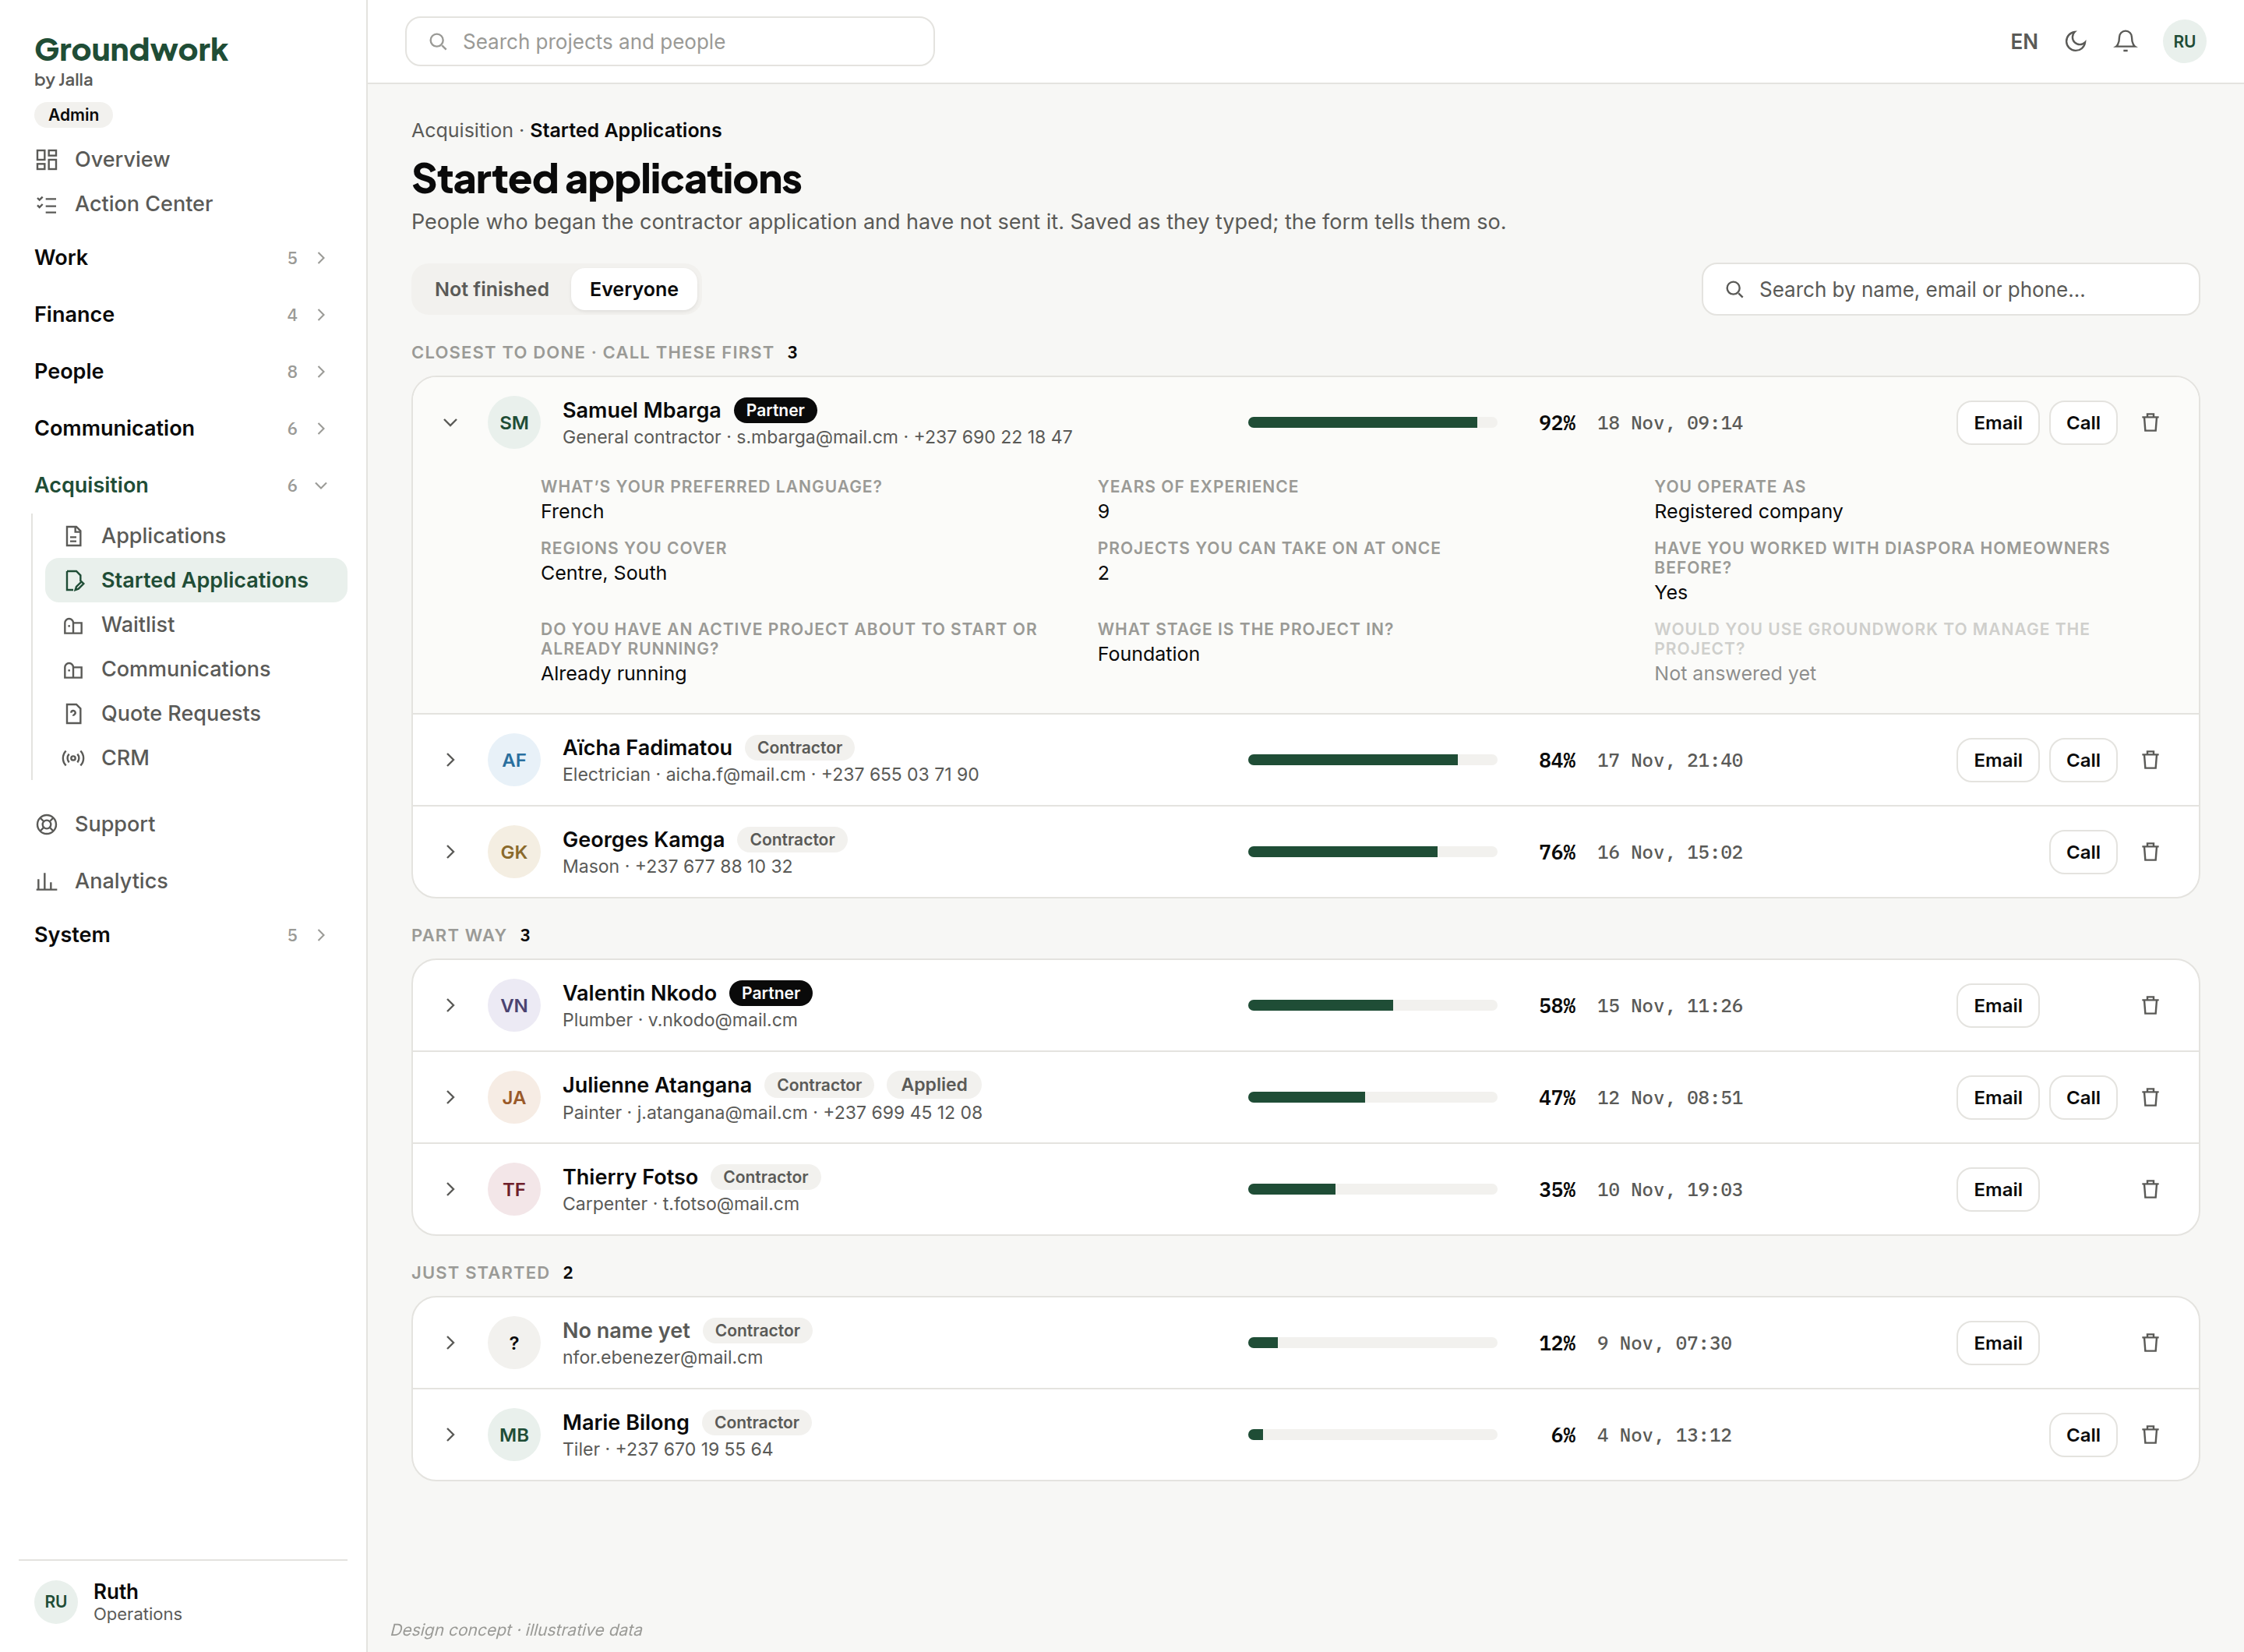 Groundwork
by Jalla
Admin
Overview
Action Center
Work 5
Finance 4
People 8
Communication 6
Acquisition 6
Applications
Started Applications
Waitlist
Communications
Quote Requests
CRM
Support
Analytics
System 5
RU Ruth
Operations
Search projects and people
EN RU
Acquisition · Started Applications
Started applications
People who began the contractor application and have not sent it. Saved as they typed; the form tells them so.
Not finished Everyone
Search by name, email or phone...
CLOSEST TO DONE · CALL THESE FIRST 3
SM Samuel Mbarga Partner
General contractor · s.mbarga@mail.cm · +237 690 22 18 47
92% 18 Nov, 09:14 Email Call
WHAT’S YOUR PREFERRED LANGUAGE?
French
YEARS OF EXPERIENCE
9
YOU OPERATE AS
Registered company
REGIONS YOU COVER
Centre, South
PROJECTS YOU CAN TAKE ON AT ONCE
2
HAVE YOU WORKED WITH DIASPORA HOMEOWNERS
BEFORE?
Yes
DO YOU HAVE AN ACTIVE PROJECT ABOUT TO START OR
ALREADY RUNNING?
Already running
WHAT STAGE IS THE PROJECT IN?
Foundation
WOULD YOU USE GROUNDWORK TO MANAGE THE
PROJECT?
Not answered yet
AF Aïcha Fadimatou Contractor
Electrician · aicha.f@mail.cm · +237 655 03 71 90
84% 17 Nov, 21:40 Email Call
GK Georges Kamga Contractor
Mason · +237 677 88 10 32
76% 16 Nov, 15:02 Call
PART WAY 3
VN Valentin Nkodo Partner
Plumber · v.nkodo@mail.cm
58% 15 Nov, 11:26 Email
JA Julienne Atangana Contractor Applied
Painter · j.atangana@mail.cm · +237 699 45 12 08
47% 12 Nov, 08:51 Email Call
TF Thierry Fotso Contractor
Carpenter · t.fotso@mail.cm
35% 10 Nov, 19:03 Email
JUST STARTED 2
? No name yet Contractor
nfor.ebenezer@mail.cm
12% 9 Nov, 07:30 Email
MB Marie Bilong Contractor
Tiler · +237 670 19 55 64
6% 4 Nov, 13:12 Call
Design concept · illustrative data